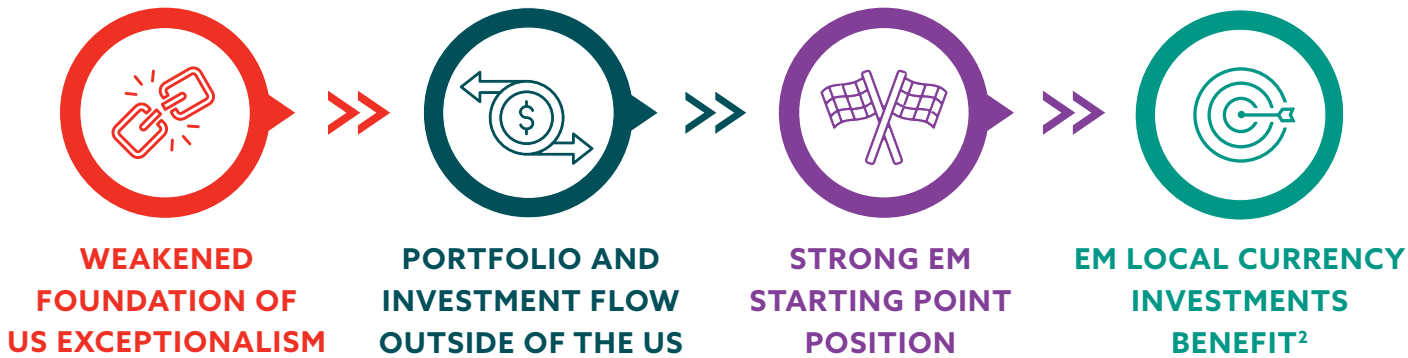 $
WEAKENED
FOUNDATION OF
US EXCEPTIONALISM
PORTFOLIO AND
INVESTMENT FLOW
OUTSIDE OF THE US
STRONG EM
STARTING POINT
POSITION
EM LOCAL CURRENCY
INVESTMENTS
BENEFIT²